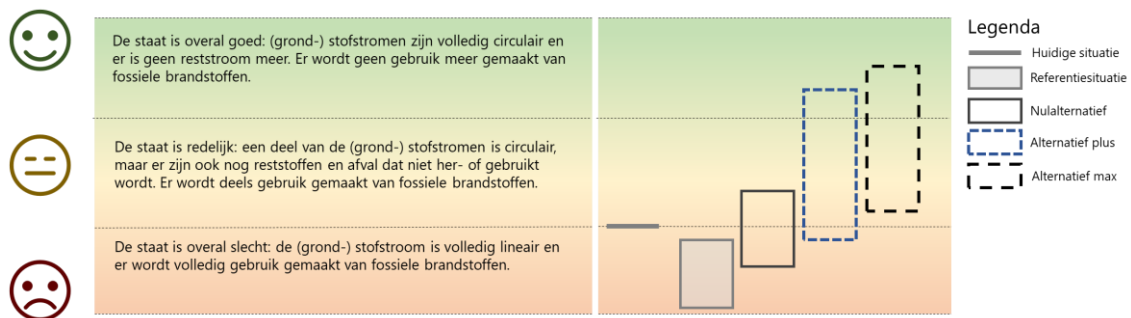 De staat is overal goed: (grond-) stofstromen zijn volledig circulair en
er is geen reststroom meer. Er wordt geen gebruik meer gemaakt van
fossiele brandstoffen.
De staat is redelijk: een deel van de (grond-) stofstromen is circulair,
maar er zijn ook nog reststoffen en afval dat niet her- of gebruikt
wordt. Er wordt deels gebruik gemaakt van fossiele brandstoffen.
De staat is overal slecht: de (grond-) stofstroom is volledig lineair en
er wordt volledig gebruik gemaakt van fossiele brandstoffen.
Legenda
Huidige situatie
Referentiesituatie
Nulalternatief
Alternatief plus
Alternatief max